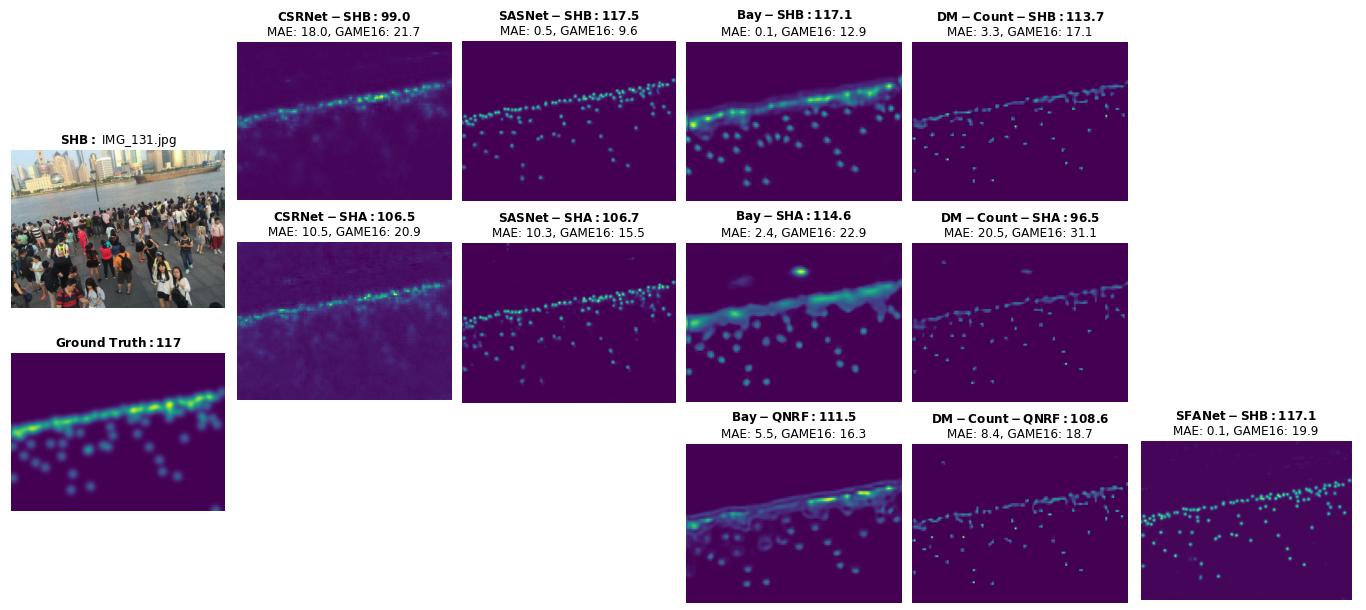 CSRNet − SHB : 99.0
MAE: 18.0, GAME16: 21.7
SASNet − SHB : 117.5
MAE: 0.5, GAME16: 9.6
Bay − SHB : 117.1
MAE: 0.1, GAME16: 12.9
DM − Count − SHB : 113.7
MAE: 3.3, GAME16: 17.1
SHB : IMG_131.jpg
CSRNet − SHA : 106.5
MAE: 10.5, GAME16: 20.9
SASNet − SHA : 106.7
MAE: 10.3, GAME16: 15.5
Bay − SHA : 114.6
MAE: 2.4, GAME16: 22.9
DM − Count − SHA : 96.5
MAE: 20.5, GAME16: 31.1
Ground Truth : 117
Bay − QNRF : 111.5
MAE: 5.5, GAME16: 16.3
DM − Count − QNRF : 108.6
MAE: 8.4, GAME16: 18.7
SFANet − SHB : 117.1
MAE: 0.1, GAME16: 19.9